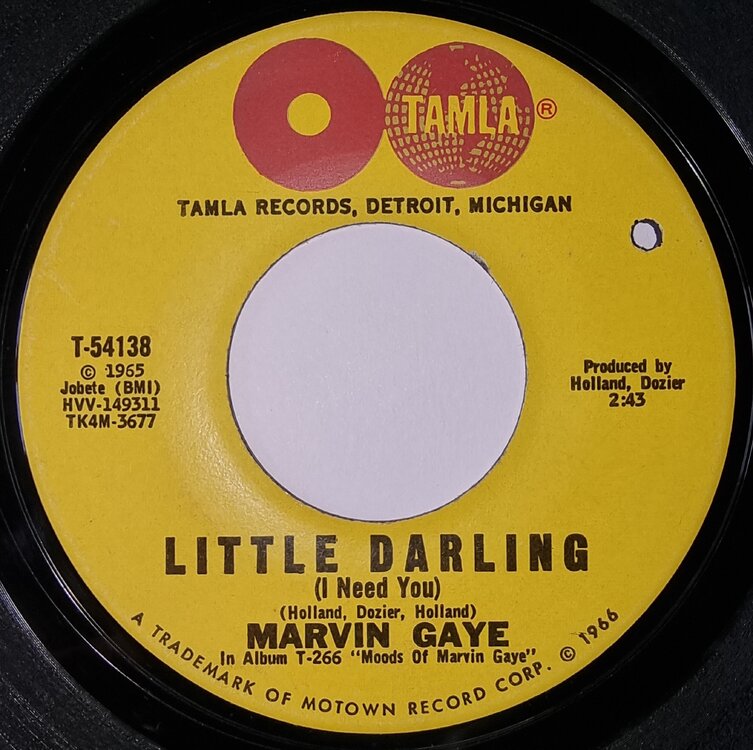 TAMLA ®
TAMLA RECORDS, DETROIT, MICHIGAN
T-54138
© 1965
Jobete (BMI)
HVV-149311
TK4M-3677
Produced by
Holland, Dozier
2:43
LITTLE DARLING
(I Need You)
(Holland, Dozier, Holland)
MARVIN GAYE
In Album T-266 "Moods Of Marvin Gaye"
A TRADEMARK OF MOTOWN RECORD CORP. © 1966